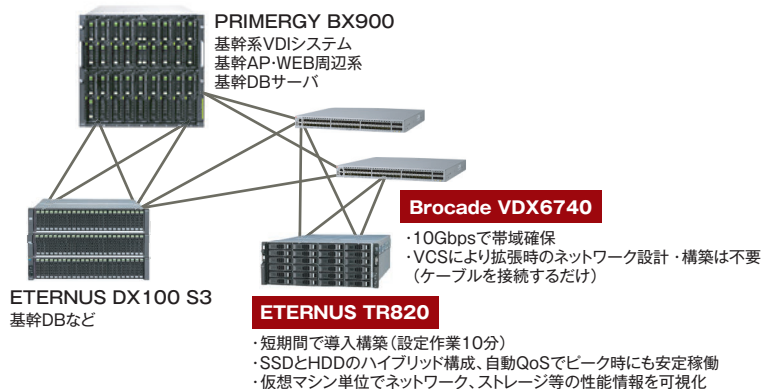 PRIMERGY BX900
基幹系VDIシステム
基幹AP・WEB周辺系
基幹DBサーバ
Brocade VDX6740
・10Gbpsで帯域確保
・VCSにより拡張時のネットワーク設計・構築は不要
（ケーブルを接続するだけ）
ETERNUS DX100 S3
基幹DBなど
ETERNUS TR820
・短期間で導入構築（設定作業10分）
・SSDとHDDのハイブリッド構成、自動QoSでピーク時にも安定稼働
・仮想マシン単位でネットワーク、ストレージ等の性能情報を可視化